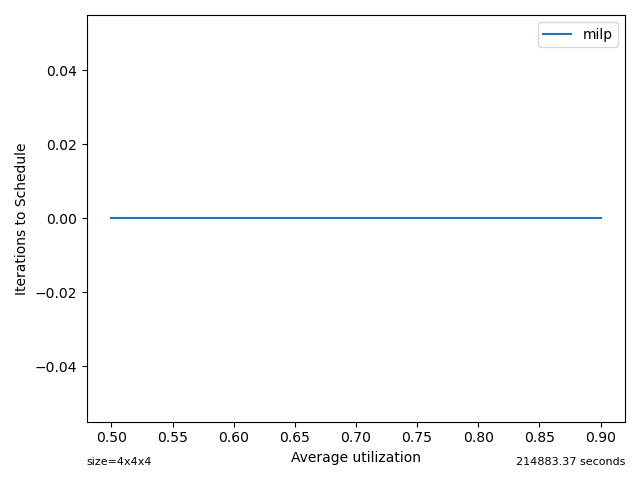 milp
0.04
0.02
0.00
−0.02
−0.04
Iterations to Schedule
0.50 0.55 0.60 0.65 0.70 0.75 0.80 0.85 0.90
Average utilization
size=4x4x4
214883.37 seconds